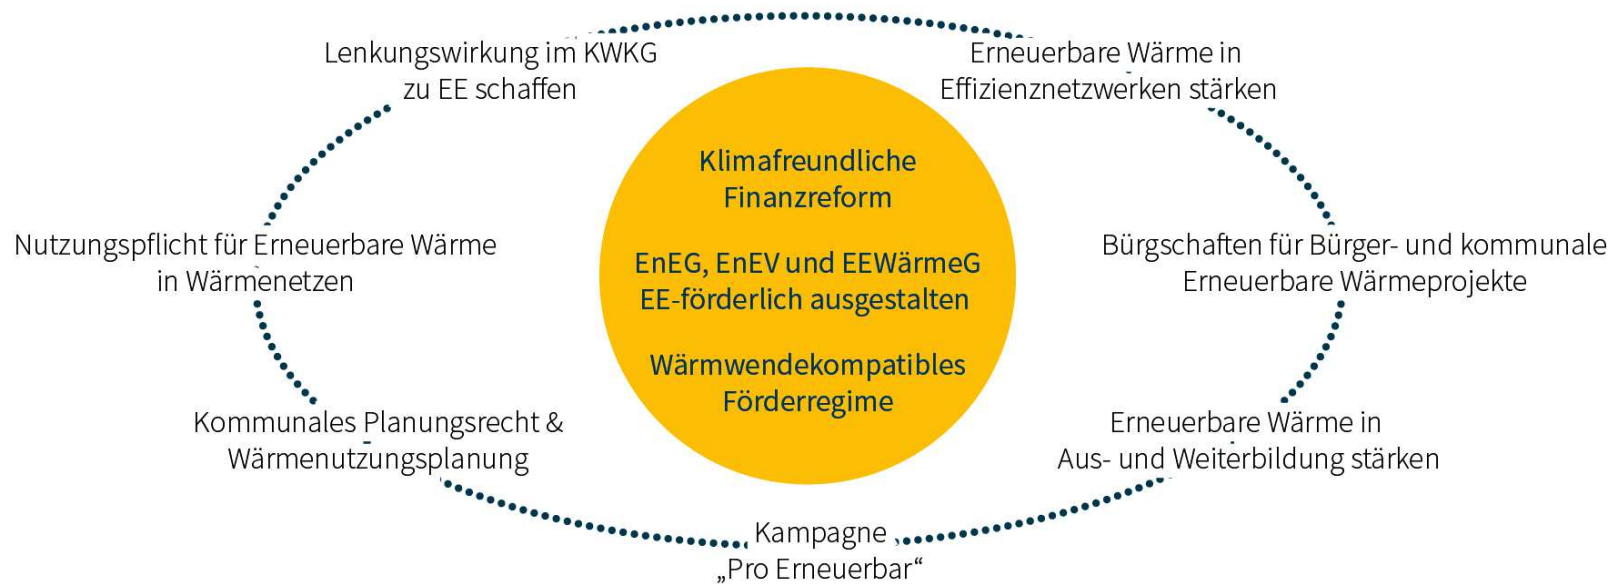 Lenkungswirkung im KWKG
zu EE schaffen
Erneuerbare Wärme in
Effizienznetzwerken stärken
Klimafreundliche
Finanzreform
EnEG, EnEV und EEWärmeG
EE-förderlich ausgestalten
Wärmwendekompatibles
Förderregime
Nutzungspflicht für Erneuerbare Wärme
in Wärmenetzen
Bürgschaften für Bürger- und kommunale
Erneuerbare Wärmeprojekte
Kommunales Planungsrecht &
Wärmenutzungsplanung
Erneuerbare Wärme in
Aus- und Weiterbildung stärken
Kampagne
„Pro Erneuerbar“